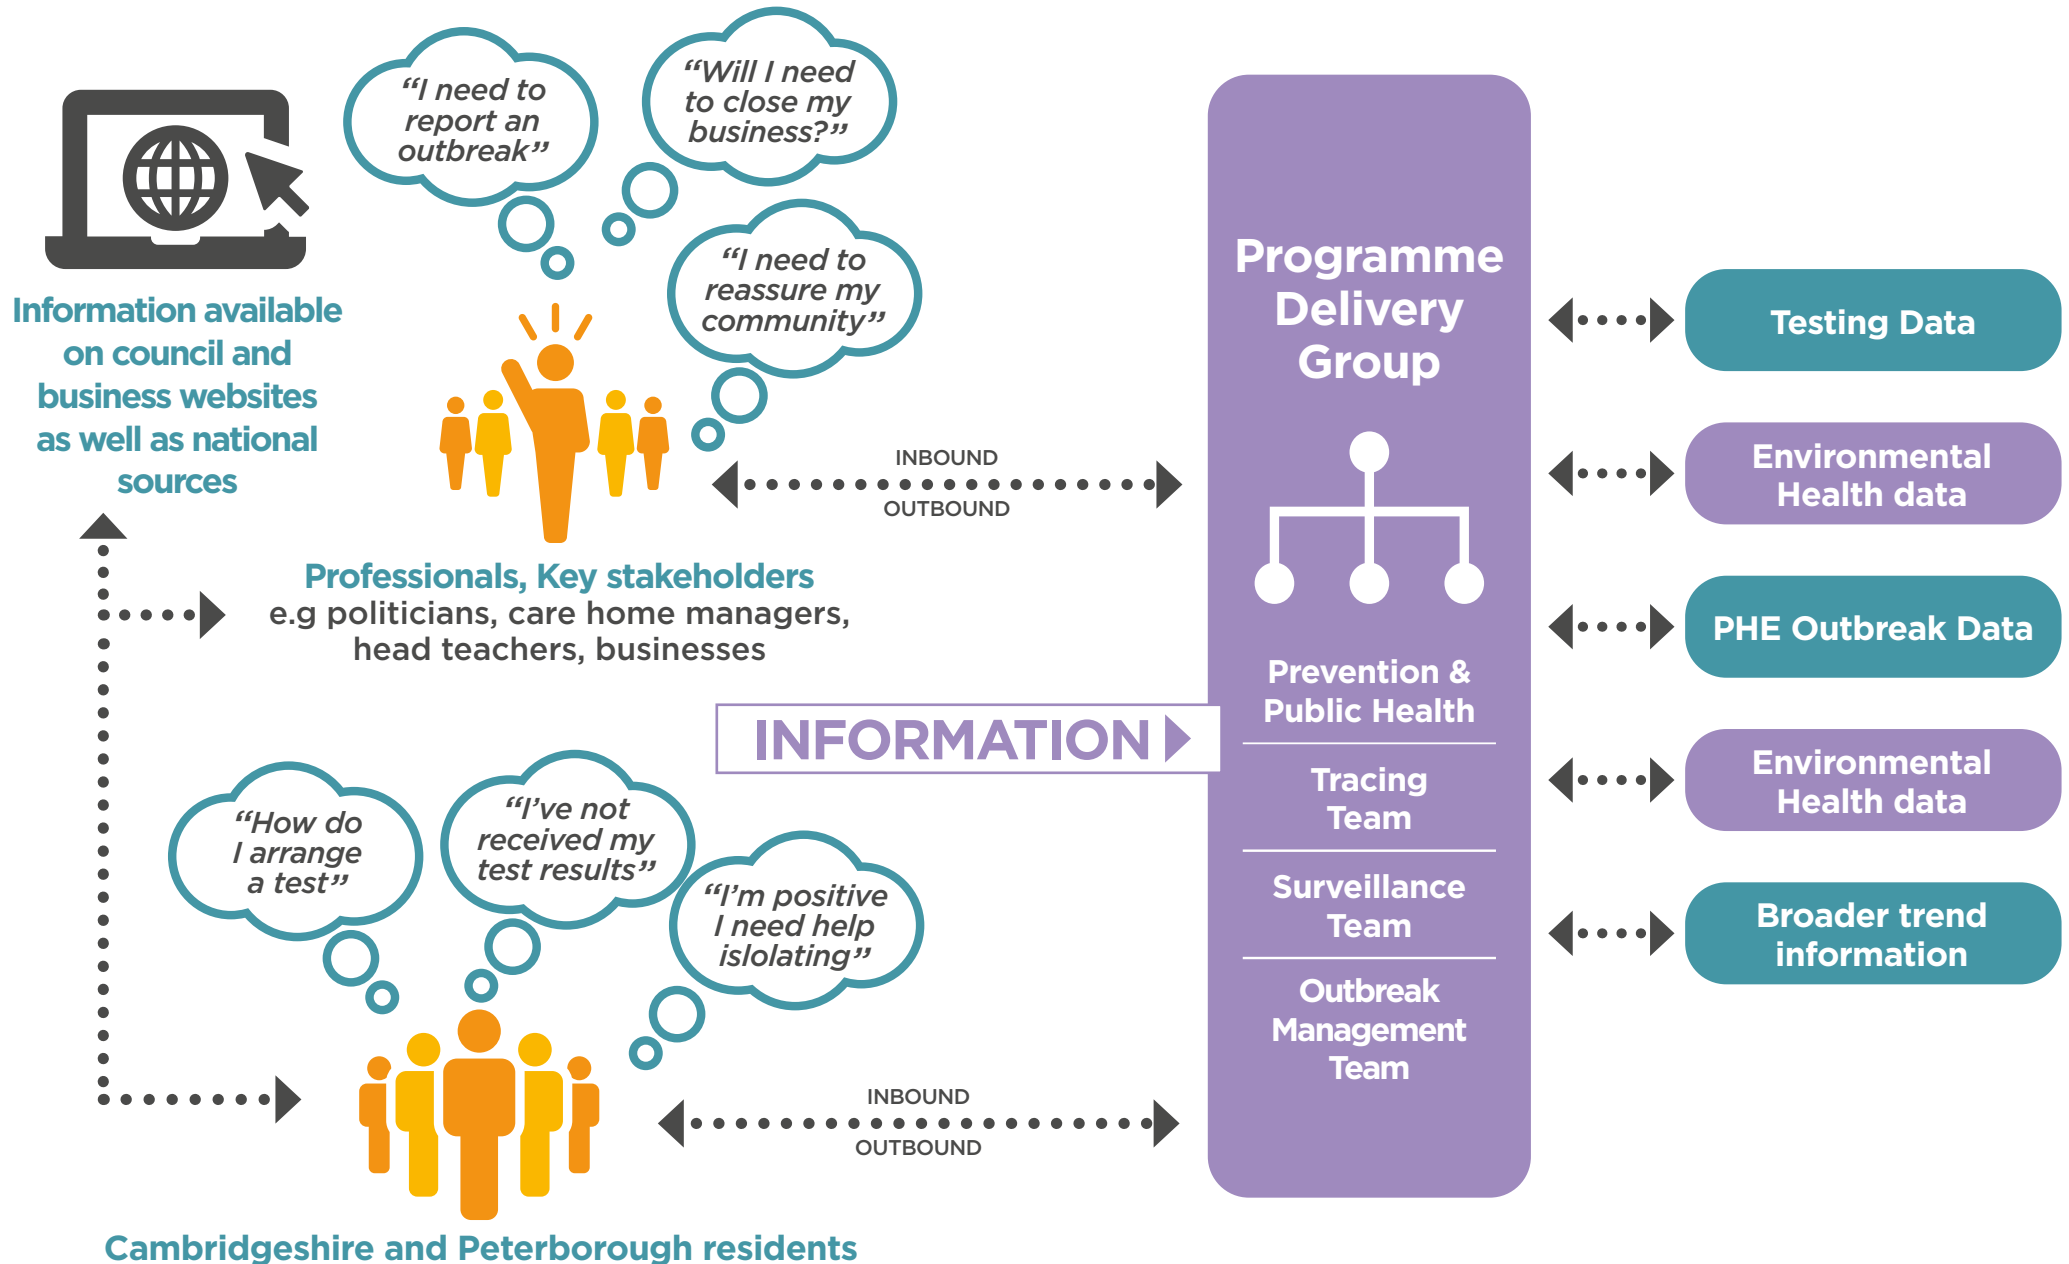 “I need to
report an
outbreak”
“Will I need
to close my
business?”
“I need to
reassure my
community”
Information available
on council and
business websites
as well as national
sources
Professionals, Key stakeholders
e.g politicians, care home managers,
head teachers, businesses
INBOUND
OUTBOUND
INFORMATION
“How do
I arrange
a test”
“I’ve not
received my
test results”
“I’m positive
I need help
islolating”
INBOUND
OUTBOUND
Cambridgeshire and Peterborough residents
Programme
Delivery
Group
Prevention &
Public Health
Tracing
Team
Surveillance
Team
Outbreak
Management
Team
Testing Data
Environmental
Health data
PHE Outbreak Data
Environmental
Health data
Broader trend
information